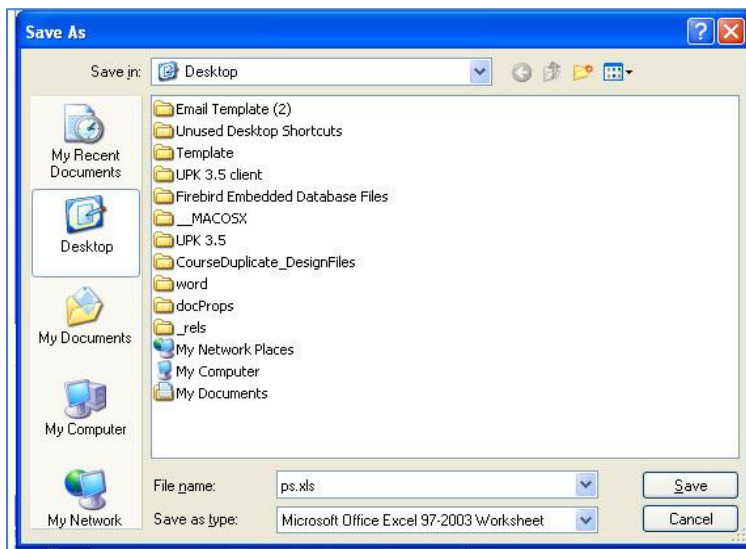 Save As
Save in: Desktop
My Recent
Documents
Desktop
My Documents
My Computer
My Network
Email Template (2)
Unused Desktop Shortcuts
Template
UPK 3.5 client
Firebird Embedded Database Files
__MACOSX
UPK 3.5
CourseDuplicate_DesignFiles
word
docProps
_rels
My Network Places
My Computer
My Documents
File name: ps.xls Save
Save as type: Microsoft Office Excel 97-2003 Worksheet Cancel